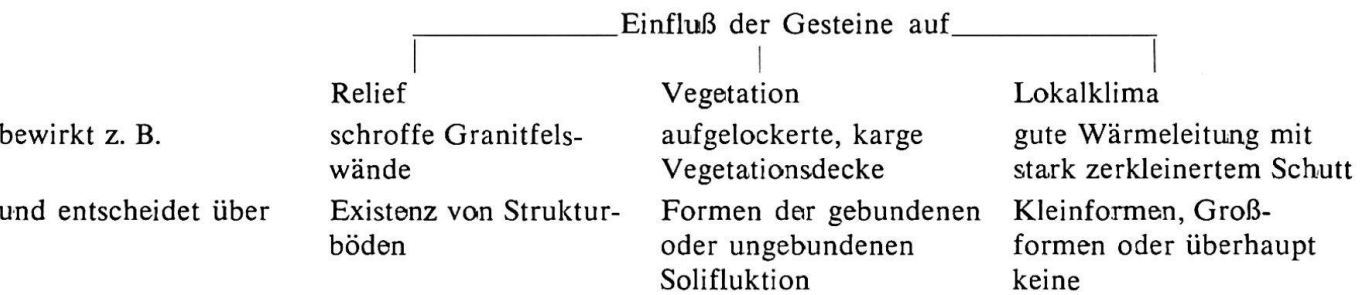 Einfluß der Gesteine auf
Relief Vegetation Lokalklima
bewirkt z. B. schroffe Granitfels- aufgelockerte, karge gute Wärmeleitung mit
wände Vegetationsdecke stark zerkleinertem Schutt
und entscheidet über Existenz von Struktur- Formen der gebundenen Kleinformen, Groß-
böden oder ungebundenen formen oder überhaupt
Solifluktion keine